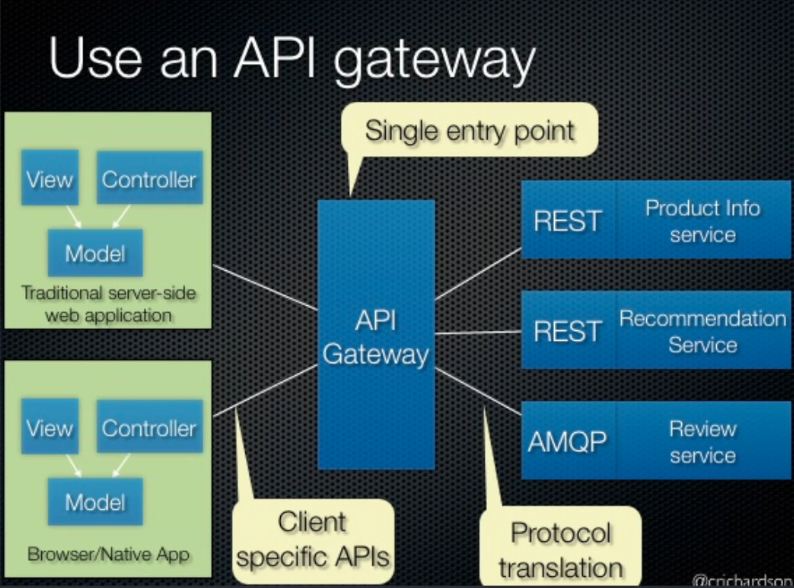 Use an API gateway
Single entry point
View
Controller
Model
Traditional server-side
web application
View
Controller
Model
Browser/Native App
API
Gateway
REST
Product Info
service
REST
Recommendation
Service
AMQP
Review
service
Client
specific APIs
Protocol
translation
@crichardson